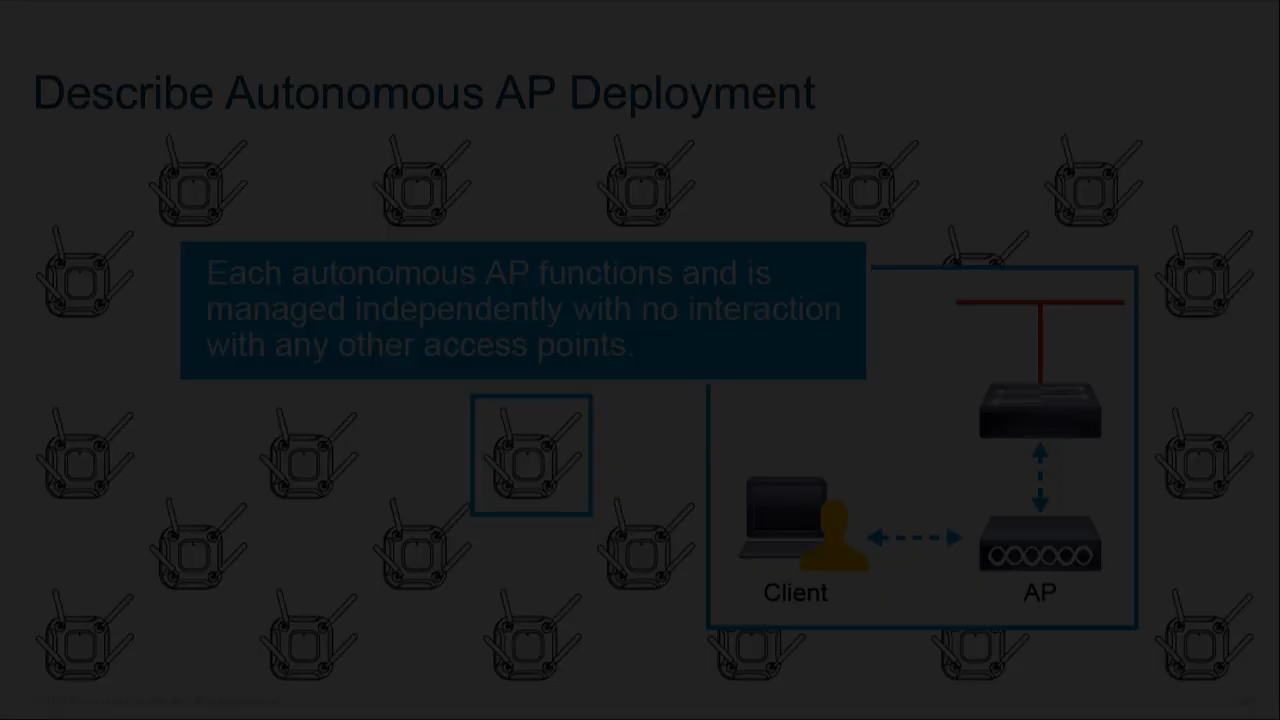 Describe Autonomous AP Deployment
Each autonomous AP functions and is
managed independently with no interaction
with any other access points.
Client
AP